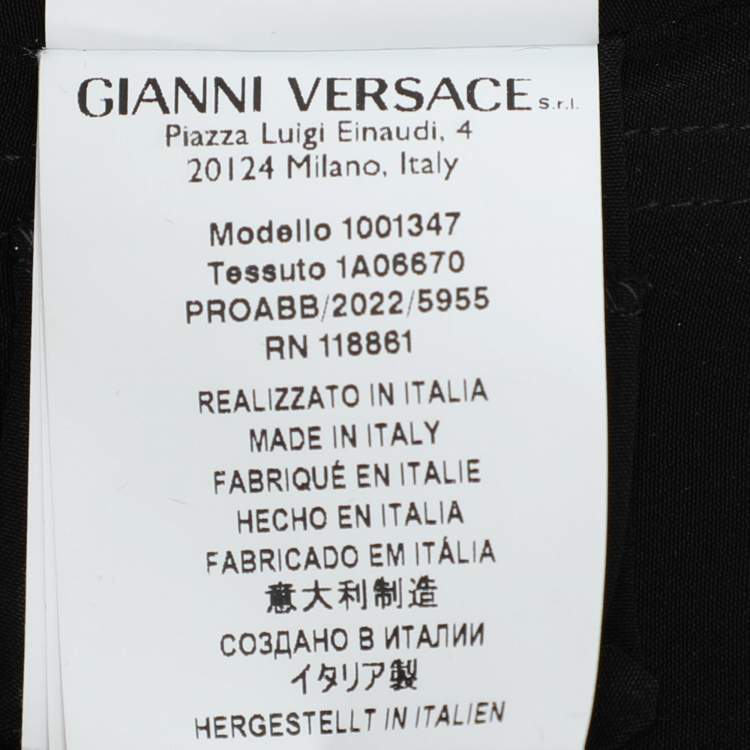 GIANNI VERSACE S.r.l.
Piazza Luigi Einaudi, 4
20124 Milano, Italy
Modello 1001347
Tessuto 1A06670
PROABB/2022/5955
RN 118861
REALIZZATO IN ITALIA
MADE IN ITALY
FABRIQUÉ EN ITALIE
HECHO EN ITALIA
FABRICADO EM ITÁLIA
意大利制造
СОЗДАНО В ИТАЛИИ
イタリア製
HERGESTELLT IN ITALIEN